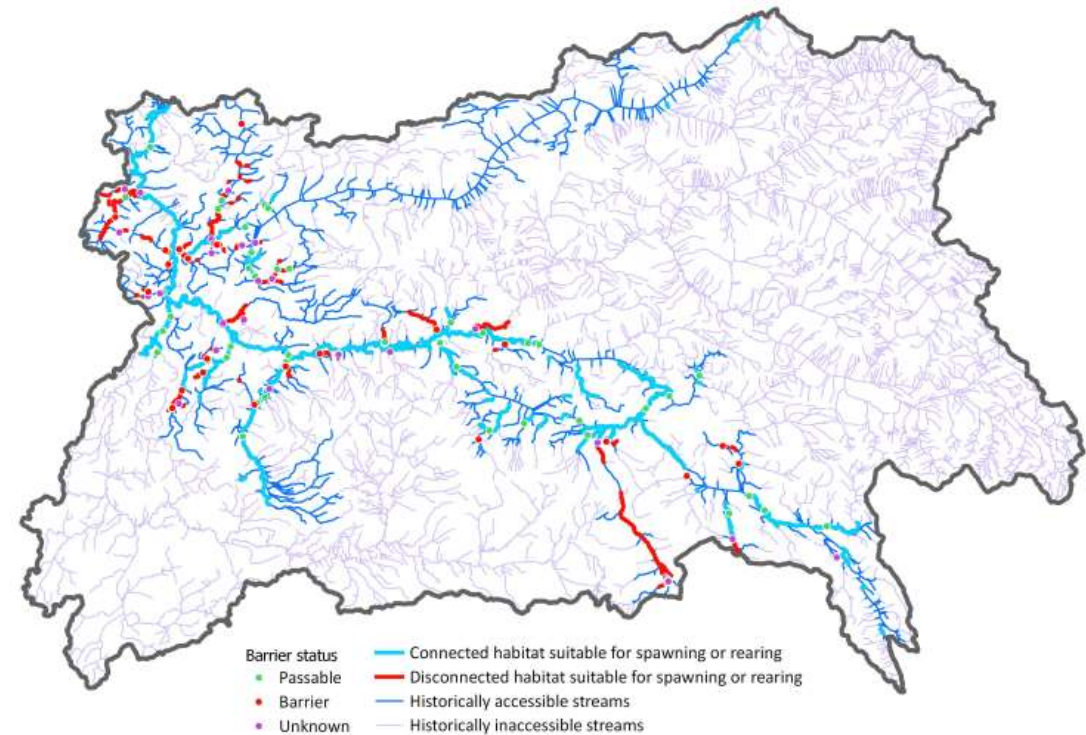 Barrier status
Passable
Barrier
Unknown
Connected habitat suitable for spawning or rearing
Disconnected habitat suitable for spawning or rearing
Historically accessible streams
Historically inaccessible streams